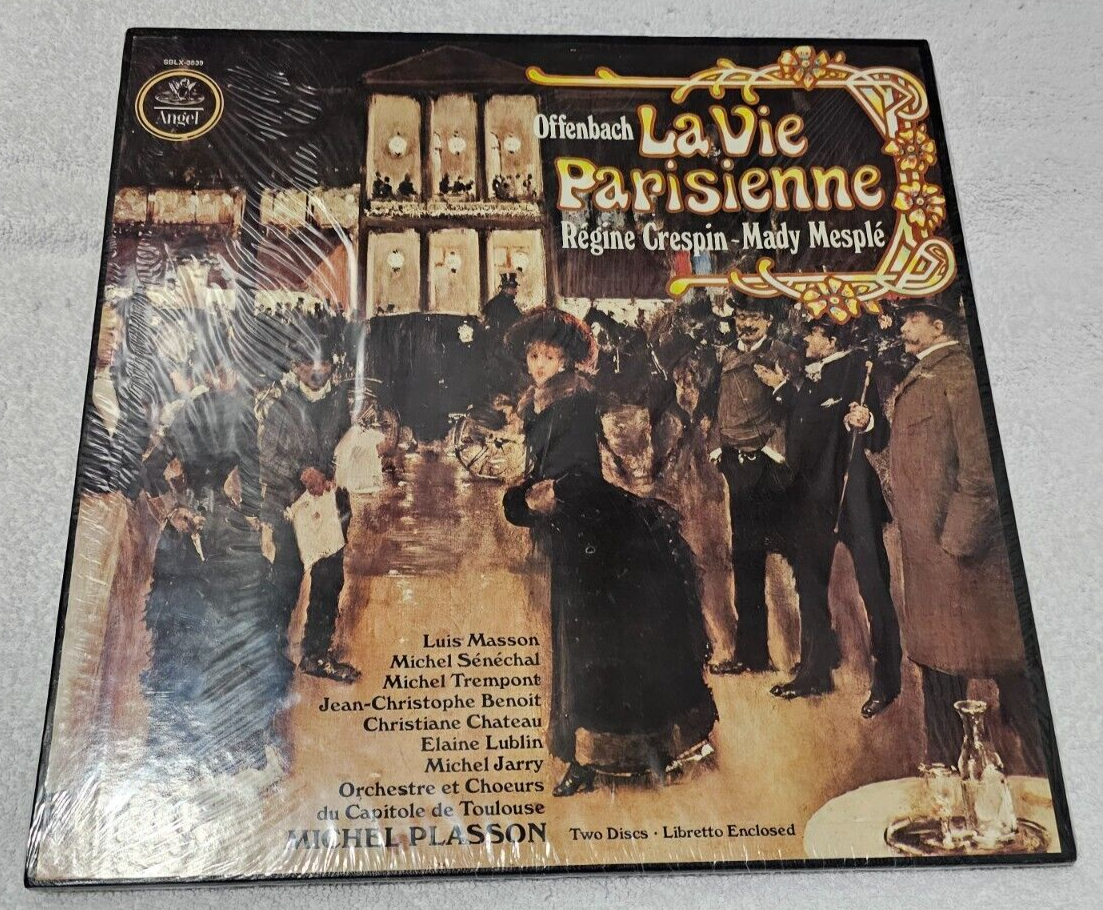 SBLX-3839
Angel
Offenbach La Vie
Parisienne
Régine Crespin-Mady Mesplé
Luis Masson
Michel Sénéchal
Michel Trempont
Jean-Christophe Benoit
Christiane Chateau
Elaine Lublin
Michel Jarry
Orchestre et Choeurs
du Capitole de Toulouse
MICHEL PLASSON
Two Discs · Libretto Enclosed